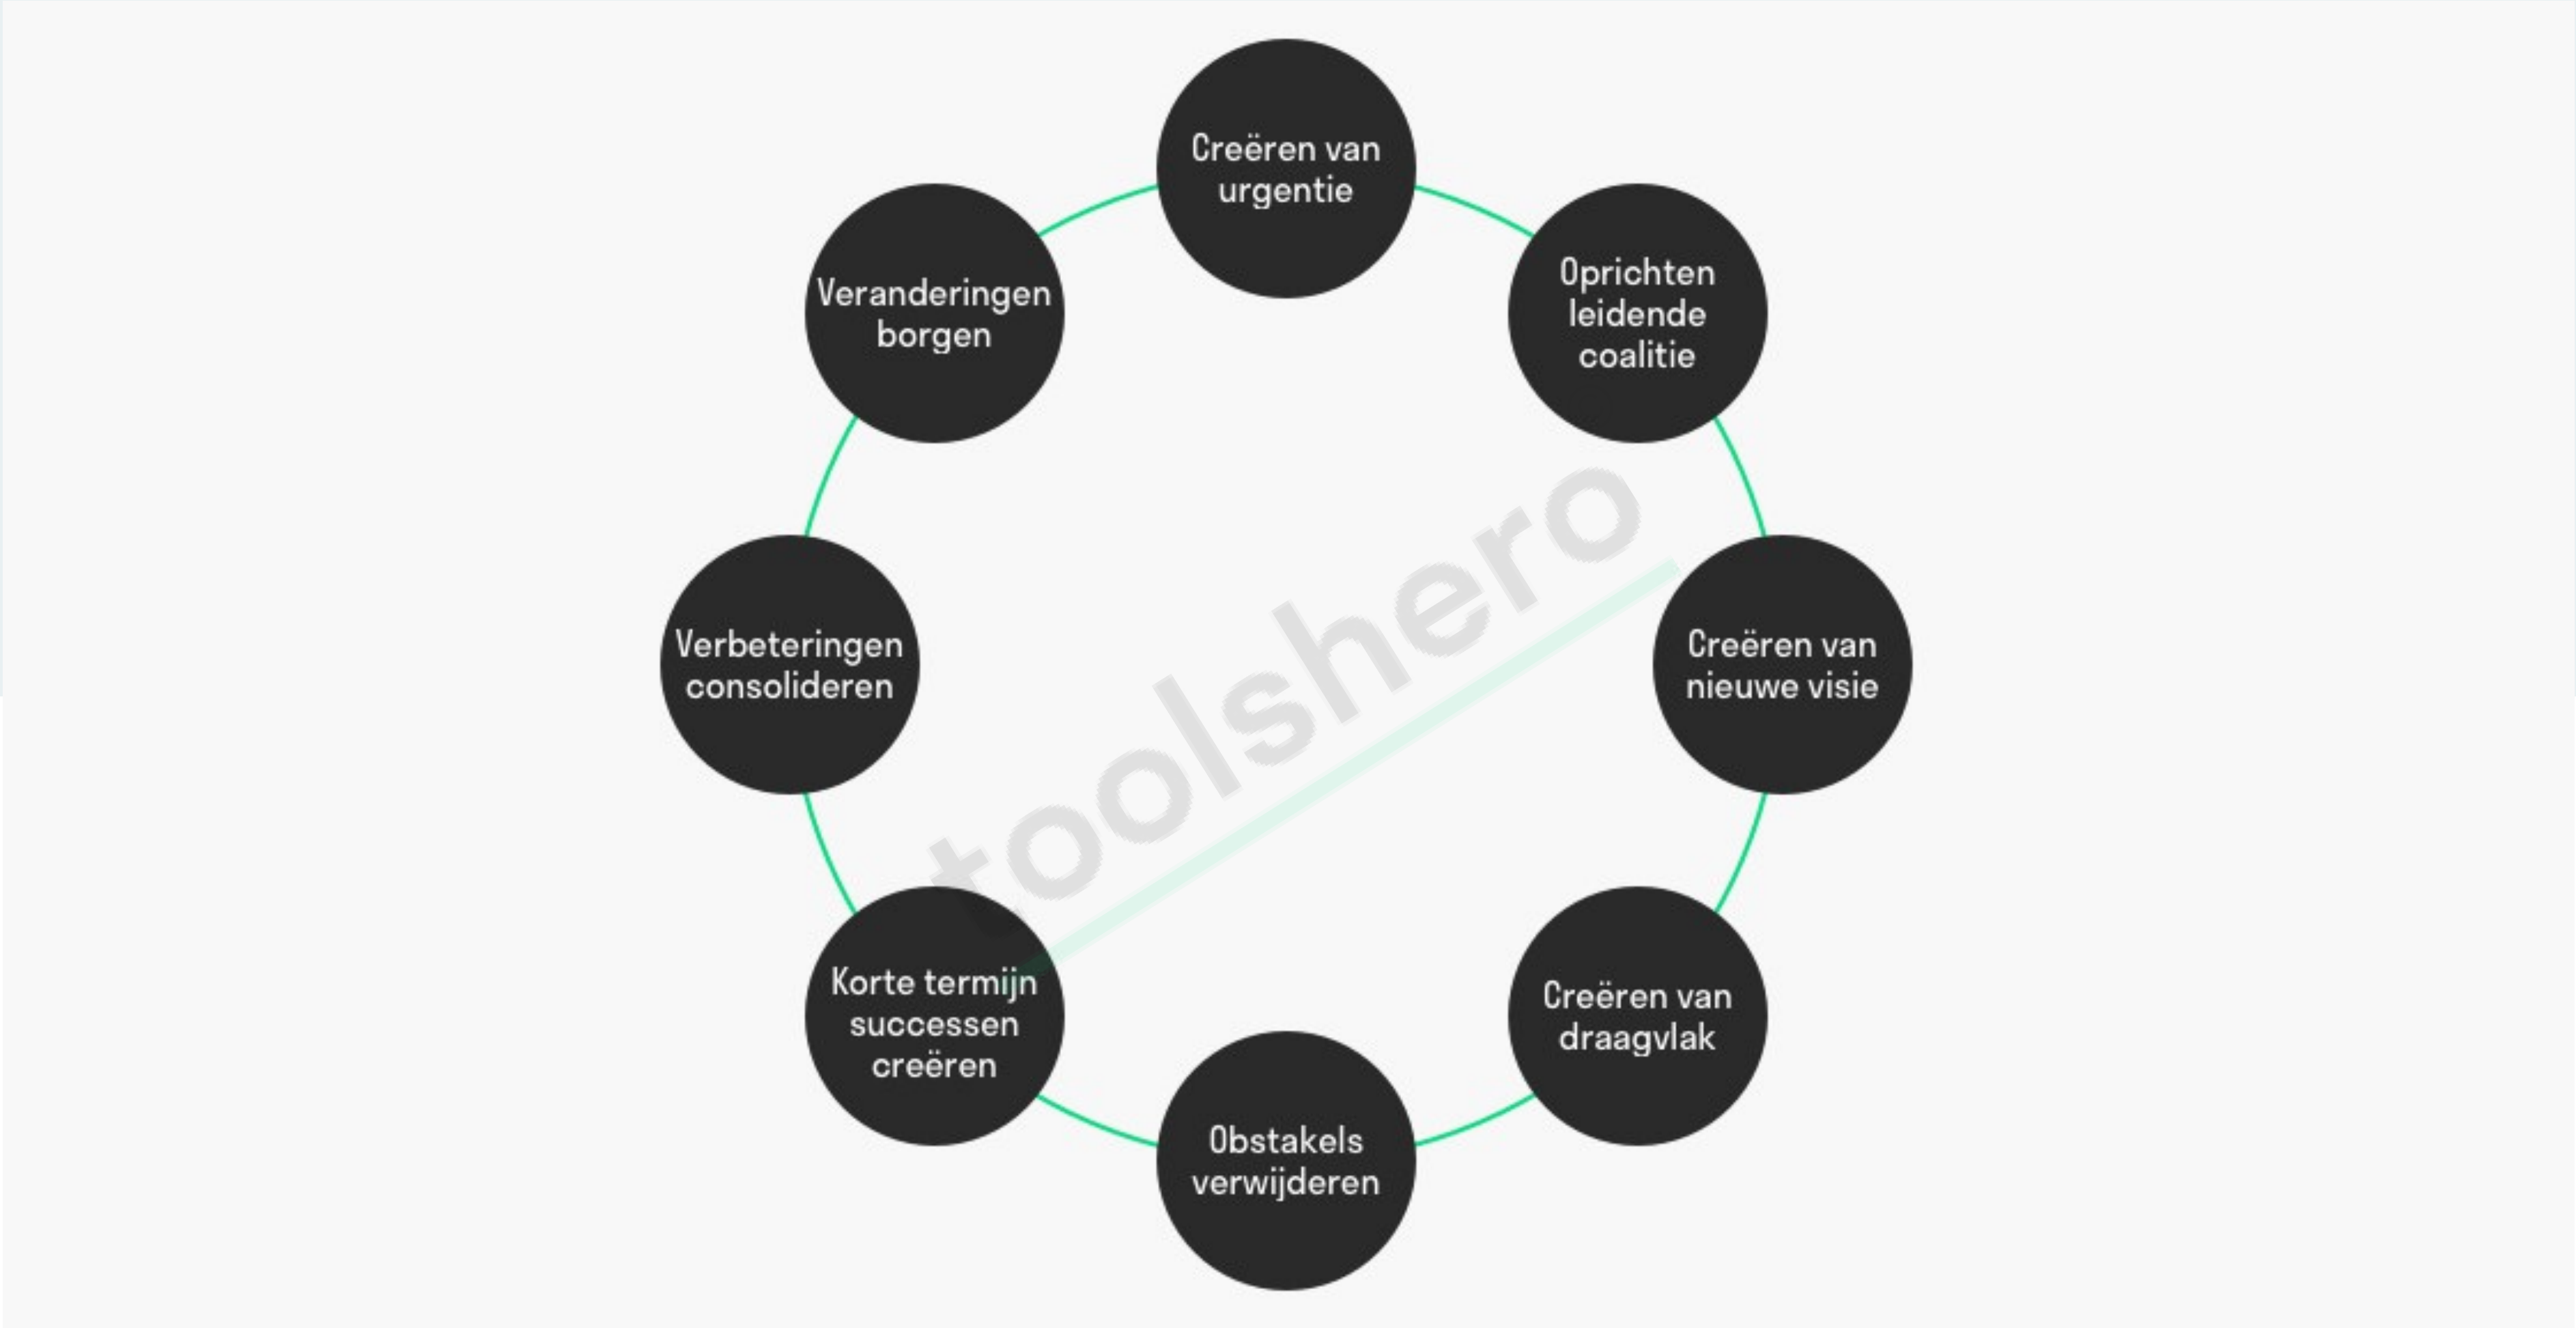 Creëren van
urgentie
Oprichten
leidende
coalitie
Creëren van
nieuwe visie
Creëren van
draagvlak
Obstakels
verwijderen
Korte termijn
successen
creëren
Verbeteringen
consolideren
Veranderingen
borgen
toolshero